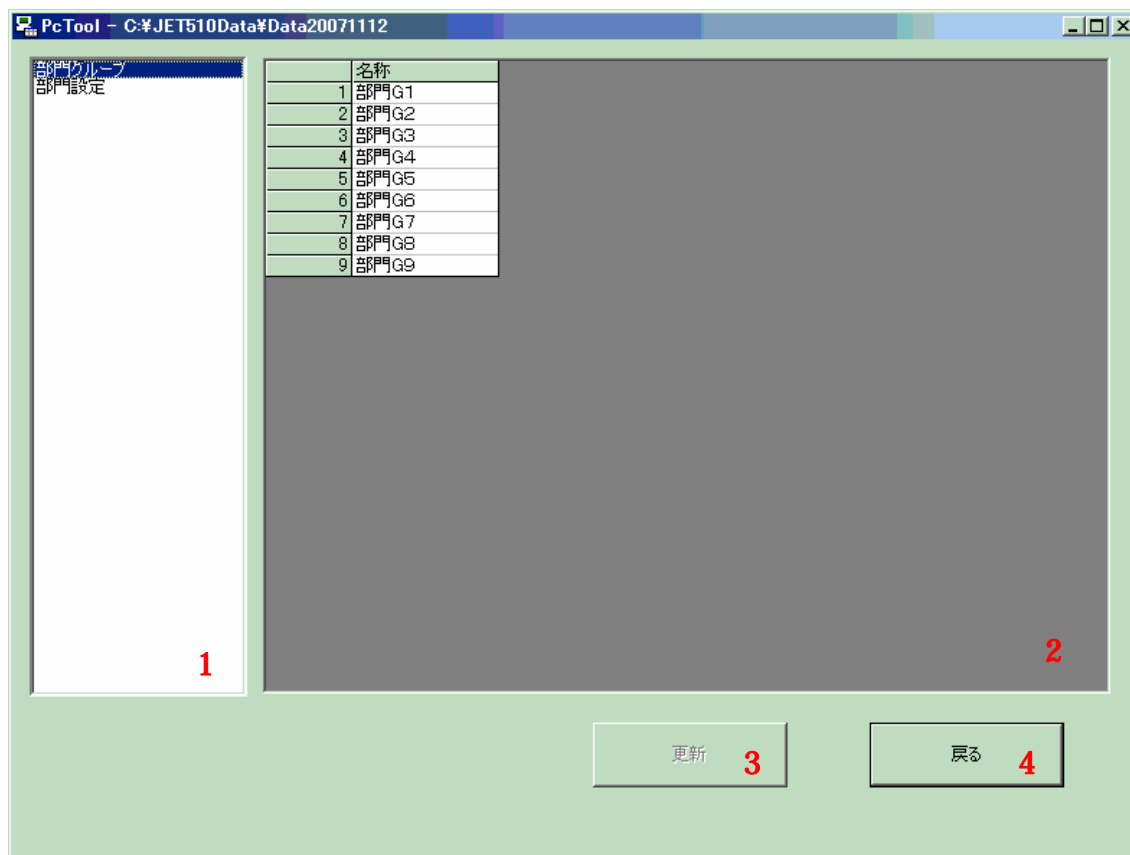 PcTool - C:¥JET510Data¥Data20071112
部門グループ
部門設定
名称
1 部門G1
2 部門G2
3 部門G3
4 部門G4
5 部門G5
6 部門G6
7 部門G7
8 部門G8
9 部門G9
1
2
更新 3
戻る 4